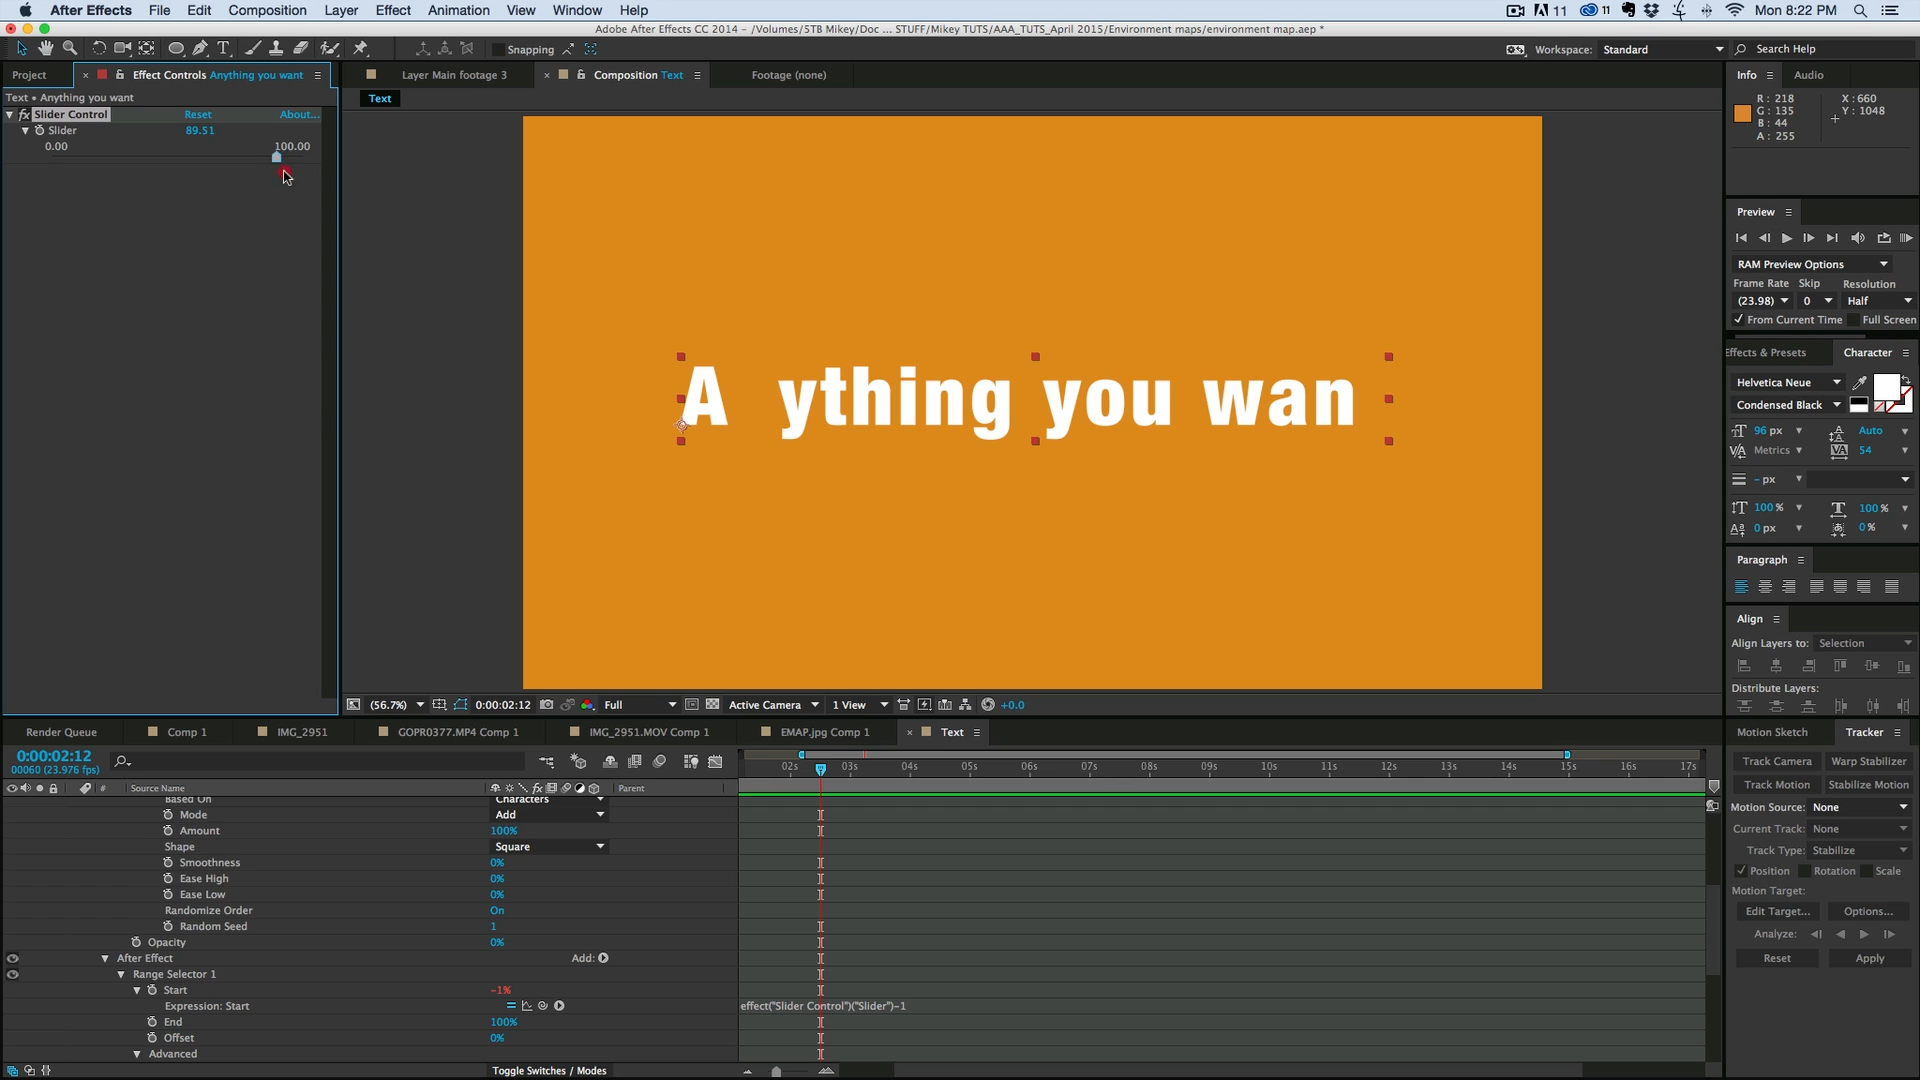 After Effects File Edit Composition Layer Effect Animation View Window Help
11 11 Mon 8:22 PM
Adobe After Effects CC 2014 - /Volumes/5TB Mikey/Doc ... STUFF/Mikey TUTS/AAA_TUTS_April 2015/Environment maps/environment map.aep *
Snapping
Workspace: Standard
Search Help
Project
Effect Controls Anything you want
Layer Main footage 3
Composition Text
Footage (none)
Info
Audio
Text • Anything you want
Text
fx Slider Control Reset About...
Slider 89.51
0.00 100.00
R: 218
G: 135
B: 44
A: 255
X: 660
Y: 1048
A ything you wan
Preview
RAM Preview Options
Frame Rate Skip Resolution
(23.98) 0 Half
From Current Time Full Screen
Effects & Presets
Character
Helvetica Neue
Condensed Black
96 px Auto
Metrics 54
- px
100 % 100 %
0 px 0 %
Paragraph
Align
Align Layers to: Selection
Distribute Layers:
(56.7%) 0:00:02:12 Full Active Camera 1 View +0.0
Render Queue
Comp 1
IMG_2951
GOPR0377.MP4 Comp 1
IMG_2951.MOV Comp 1
EMAP.jpg Comp 1
Text
Motion Sketch
Tracker
0:00:02:12
00060 (23.976 fps)
02s 03s 04s 05s 06s 07s 08s 09s 10s 11s 12s 13s 14s 15s 16s 17s
# Source Name Parent
Based On Characters
Mode Add
Amount 100%
Shape Square
Smoothness 0%
Ease High 0%
Ease Low 0%
Randomize Order On
Random Seed 1
Opacity 0%
After Effect Add:
Range Selector 1
Start -1%
Expression: Start effect("Slider Control")("Slider")-1
End 100%
Offset 0%
Advanced
Toggle Switches / Modes
Track Camera Warp Stabilizer
Track Motion Stabilize Motion
Motion Source: None
Current Track: None
Track Type: Stabilize
Position Rotation Scale
Motion Target:
Edit Target... Options...
Analyze:
Reset Apply